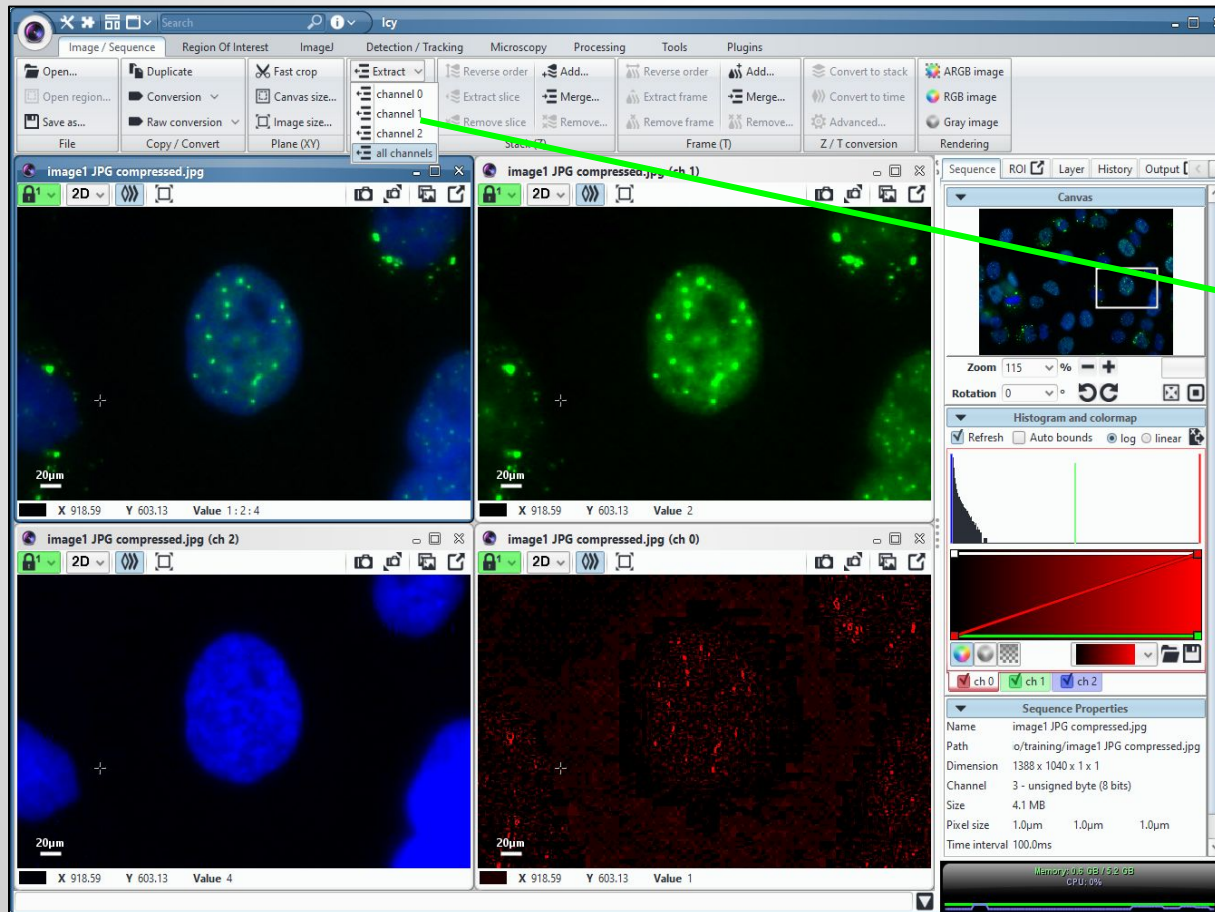 Search
Icy
Image / Sequence Region Of Interest ImageJ Detection / Tracking Microscopy Processing Tools Plugins
Open... Duplicate Fast crop Extract Reverse order Add... Reverse order Add... Convert to stack ARGB image
Open region... Conversion Canvas size... channel 0 Extract slice Merge... Extract frame Merge... Convert to time RGB image
channel 1
Save as... Raw conversion Image size... channel 2 Remove slice Remove... Remove frame Remove... Advanced... Gray image
File Copy / Convert Plane (XY) all channels Stack (Z) Frame (T) Z / T conversion Rendering
image1 JPG compressed.jpg
1 2D
20µm
X 918.59 Y 603.13 Value 1 : 2 : 4
image1 JPG compressed.jpg (ch 1)
1 2D
20µm
X 918.59 Y 603.13 Value 2
image1 JPG compressed.jpg (ch 2)
1 2D
20µm
X 918.59 Y 603.13 Value 4
image1 JPG compressed.jpg (ch 0)
1 2D
20µm
X 918.59 Y 603.13 Value 1
Sequence ROI Layer History Output
Canvas
Zoom 115 %
Rotation 0 °
Histogram and colormap
Refresh Auto bounds log linear
ch 0 ch 1 ch 2
Sequence Properties
Name image1 JPG compressed.jpg
Path o/training/image1 JPG compressed.jpg
Dimension 1388 x 1040 x 1 x 1
Channel 3 - unsigned byte (8 bits)
Size 4.1 MB
Pixel size 1.0µm 1.0µm 1.0µm
Time interval 100.0ms
Memory: 0.6 GB / 5.2 GB
CPU: 0%